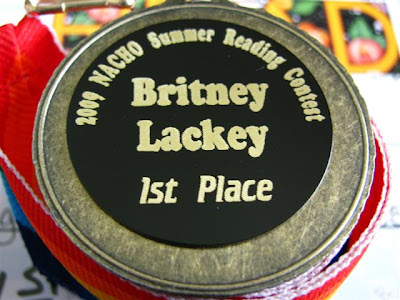 2009 NACHO Summer Reading Contest
Britney
Lackey
1st Place